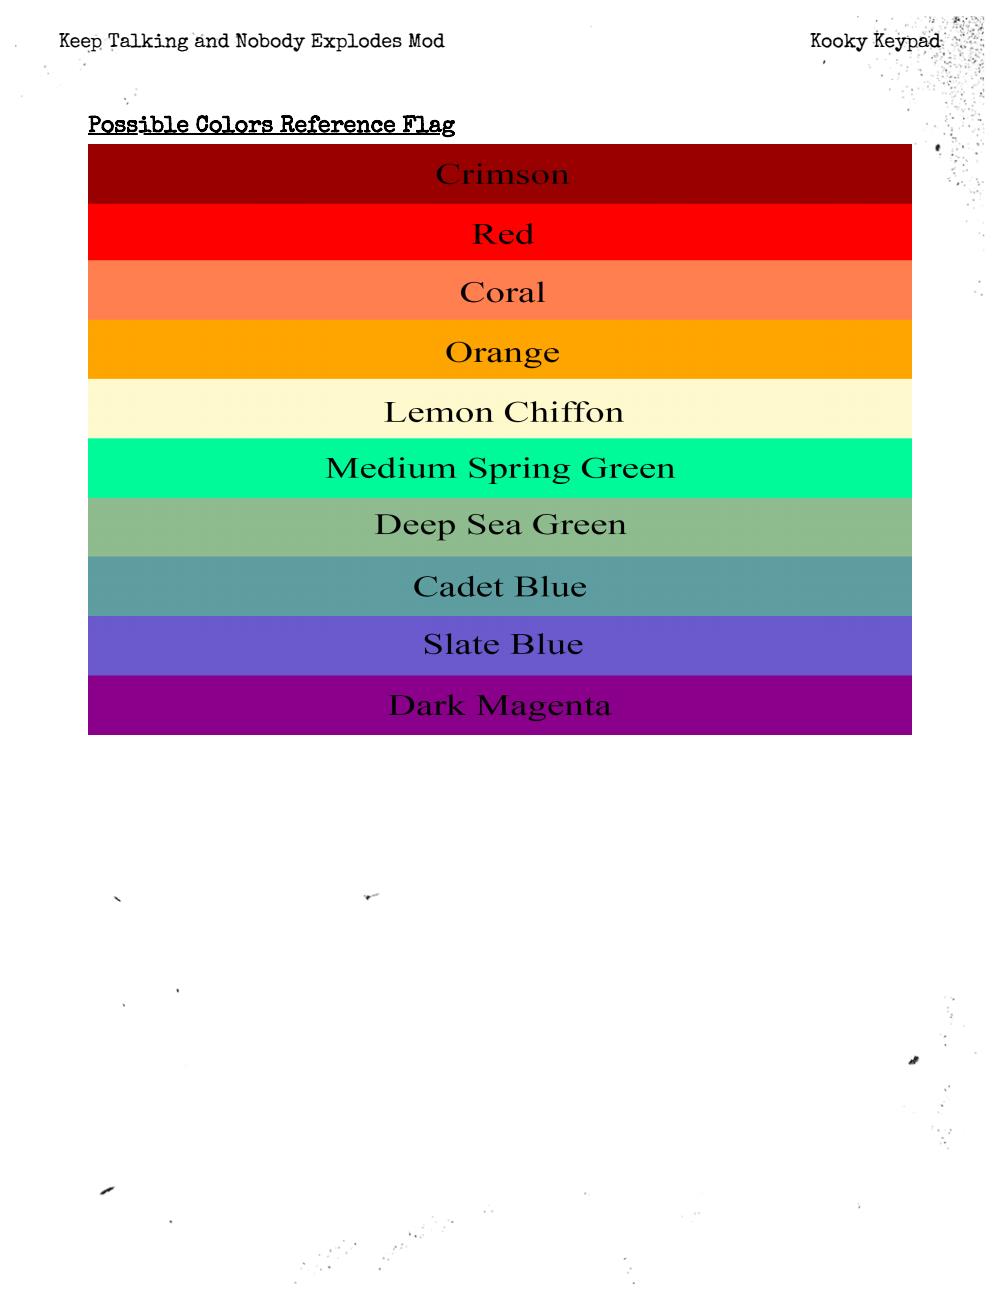 Keep Talking and Nobody Explodes Mod
Kooky Keypad
Possible Colors Reference Flag
Crimson
Red
Coral
Orange
Lemon Chiffon
Medium Spring Green
Deep Sea Green
Cadet Blue
Slate Blue
Dark Magenta